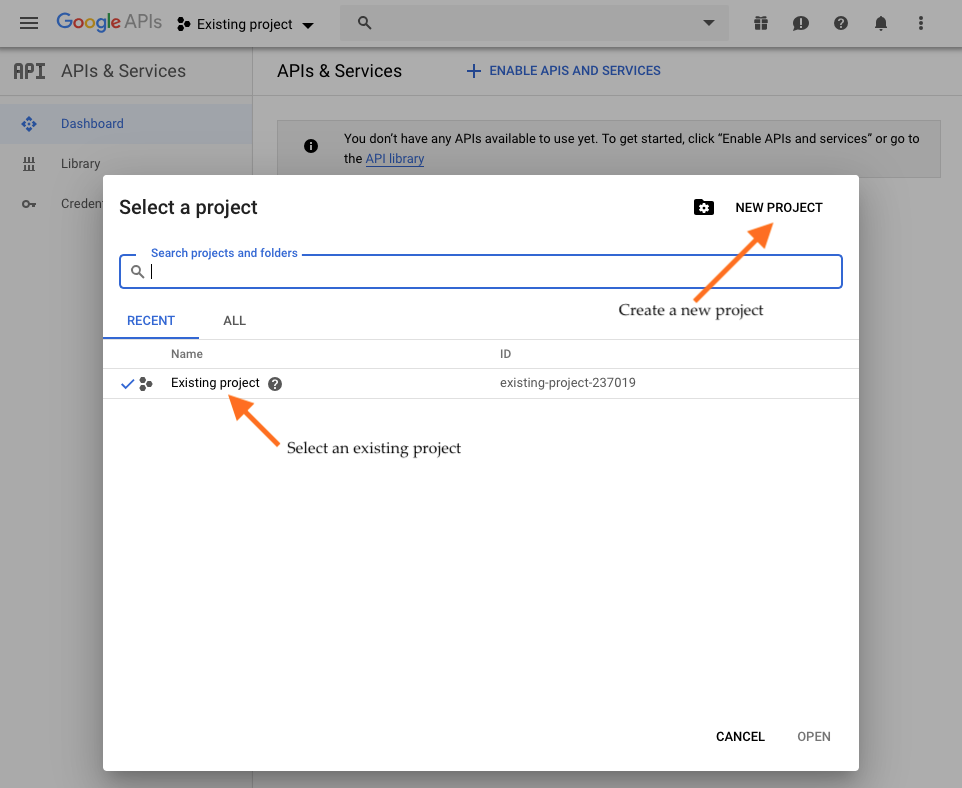 Google APIs Existing project
API APIs & Services
APIs & Services
+ ENABLE APIS AND SERVICES
Dashboard
Library
Creden
You don't have any APIs available to use yet. To get started, click "Enable APIs and services" or go to
the API library
Select a project
NEW PROJECT
Search projects and folders
Create a new project
RECENT ALL
Name ID
Existing project existing-project-237019
Select an existing project
CANCEL OPEN